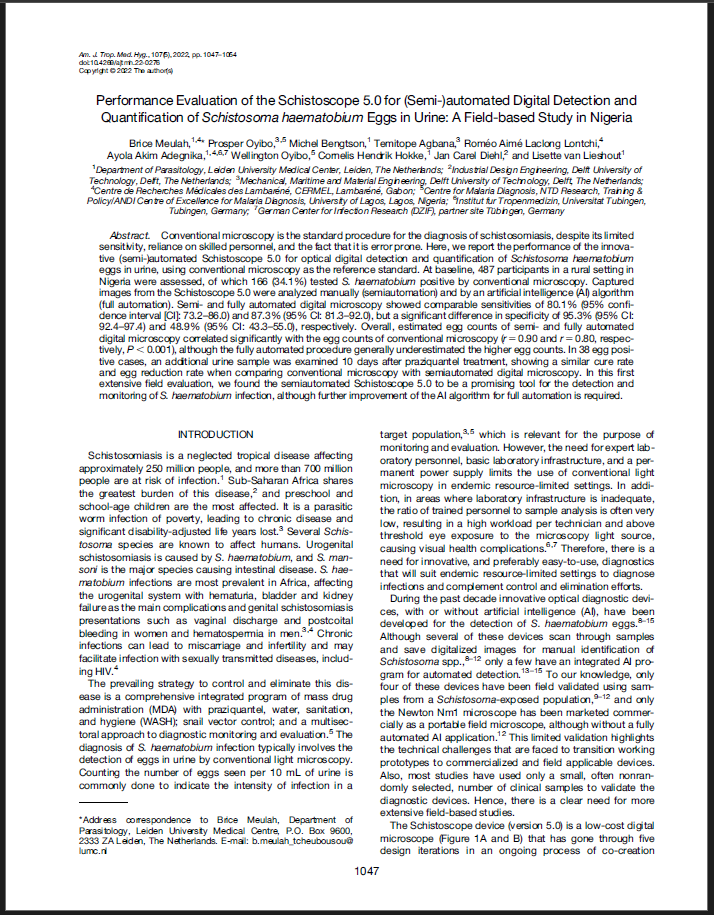 Am. J. Trop. Med. Hyg., 107(5), 2022, pp. 1047–1054
doi:10.4269/ajtmh.22-0276
Copyright © 2022 The author(s)
Performance Evaluation of the Schistoscope 5.0 for (Semi-)automated Digital Detection and
Quantification of Schistosoma haematobium Eggs in Urine: A Field-based Study in Nigeria
Brice Meulah,1,4* Prosper Oyibo,3,5 Michel Bengtson,1 Temitope Agbana,3 Roméo Aimé Laclong Lontchi,4
Ayola Akim Adegnika,1,4,6,7 Wellington Oyibo,5 Cornelis Hendrik Hokke,1 Jan Carel Diehl,2 and Lisette van Lieshout1
1Department of Parasitology, Leiden University Medical Center, Leiden, The Netherlands; 2Industrial Design Engineering, Delft University of
Technology, Delft, The Netherlands; 3Mechanical, Maritime and Material Engineering, Delft University of Technology, Delft, The Netherlands;
4Centre de Recherches Médicales des Lambaréné, CERMEL, Lambaréné, Gabon; 5Centre for Malaria Diagnosis, NTD Research, Training &
Policy/ANDI Centre of Excellence for Malaria Diagnosis, University of Lagos, Lagos, Nigeria; 6Institut fur Tropenmedizin, Universitat Tubingen,
Tubingen, Germany; 7German Center for Infection Research (DZIF), partner site Tübingen, Germany
Abstract. Conventional microscopy is the standard procedure for the diagnosis of schistosomiasis, despite its limited
sensitivity, reliance on skilled personnel, and the fact that it is error prone. Here, we report the performance of the innova-
tive (semi-)automated Schistoscope 5.0 for optical digital detection and quantification of Schistosoma haematobium
eggs in urine, using conventional microscopy as the reference standard. At baseline, 487 participants in a rural setting in
Nigeria were assessed, of which 166 (34.1%) tested S. haematobium positive by conventional microscopy. Captured
images from the Schistoscope 5.0 were analyzed manually (semiautomation) and by an artificial intelligence (AI) algorithm
(full automation). Semi- and fully automated digital microscopy showed comparable sensitivities of 80.1% (95% confi-
dence interval [CI]: 73.2–86.0) and 87.3% (95% CI: 81.3–92.0), but a significant difference in specificity of 95.3% (95% CI:
92.4–97.4) and 48.9% (95% CI: 43.3–55.0), respectively. Overall, estimated egg counts of semi- and fully automated
digital microscopy correlated significantly with the egg counts of conventional microscopy (r = 0.90 and r = 0.80, respec-
tively, P < 0.001), although the fully automated procedure generally underestimated the higher egg counts. In 38 egg posi-
tive cases, an additional urine sample was examined 10 days after praziquantel treatment, showing a similar cure rate
and egg reduction rate when comparing conventional microscopy with semiautomated digital microscopy. In this first
extensive field evaluation, we found the semiautomated Schistoscope 5.0 to be a promising tool for the detection and
monitoring of S. haematobium infection, although further improvement of the AI algorithm for full automation is required.
INTRODUCTION
Schistosomiasis is a neglected tropical disease affecting
approximately 250 million people, and more than 700 million
people are at risk of infection.1 Sub-Saharan Africa shares
the greatest burden of this disease,2 and preschool and
school-age children are the most affected. It is a parasitic
worm infection of poverty, leading to chronic disease and
significant disability-adjusted life years lost.3 Several Schis-
tosoma species are known to affect humans. Urogenital
schistosomiasis is caused by S. haematobium, and S. man-
soni is the major species causing intestinal disease. S. hae-
matobium infections are most prevalent in Africa, affecting
the urogenital system with hematuria, bladder and kidney
failure as the main complications and genital schistosomiasis
presentations such as vaginal discharge and postcoital
bleeding in women and hematospermia in men.3,4 Chronic
infections can lead to miscarriage and infertility and may
facilitate infection with sexually transmitted diseases, includ-
ing HIV.4
The prevailing strategy to control and eliminate this dis-
ease is a comprehensive integrated program of mass drug
administration (MDA) with praziquantel, water, sanitation,
and hygiene (WASH); snail vector control; and a multisec-
toral approach to diagnostic monitoring and evaluation.5 The
diagnosis of S. haematobium infection typically involves the
detection of eggs in urine by conventional light microscopy.
Counting the number of eggs seen per 10 mL of urine is
commonly done to indicate the intensity of infection in a
*Address correspondence to Brice Meulah, Department of
Parasitology, Leiden University Medical Centre, P.O. Box 9600,
2333 ZA Leiden, The Netherlands. E-mail: b.meulah_tcheubousou@
lumc.nl
target population,3,5 which is relevant for the purpose of
monitoring and evaluation. However, the need for expert lab-
oratory personnel, basic laboratory infrastructure, and a per-
manent power supply limits the use of conventional light
microscopy in endemic resource-limited settings. In addi-
tion, in areas where laboratory infrastructure is inadequate,
the ratio of trained personnel to sample analysis is often very
low, resulting in a high workload per technician and above
threshold eye exposure to the microscopy light source,
causing visual health complications.6,7 Therefore, there is a
need for innovative, and preferably easy-to-use, diagnostics
that will suit endemic resource-limited settings to diagnose
infections and complement control and elimination efforts.
During the past decade innovative optical diagnostic devi-
ces, with or without artificial intelligence (AI), have been
developed for the detection of S. haematobium eggs.8–15
Although several of these devices scan through samples
and save digitalized images for manual identification of
Schistosoma spp.,8–12 only a few have an integrated AI pro-
gram for automated detection.13–15 To our knowledge, only
four of these devices have been field validated using sam-
ples from a Schistosoma-exposed population,9–12 and only
the Newton Nm1 microscope has been marketed commer-
cially as a portable field microscope, although without a fully
automated AI application.12 This limited validation highlights
the technical challenges that are faced to transition working
prototypes to commercialized and field applicable devices.
Also, most studies have used only a small, often nonran-
domly selected, number of clinical samples to validate the
diagnostic devices. Hence, there is a clear need for more
extensive field-based studies.
The Schistoscope device (version 5.0) is a low-cost digital
microscope (Figure 1A and B) that has gone through five
design iterations in an ongoing process of co-creation
1047